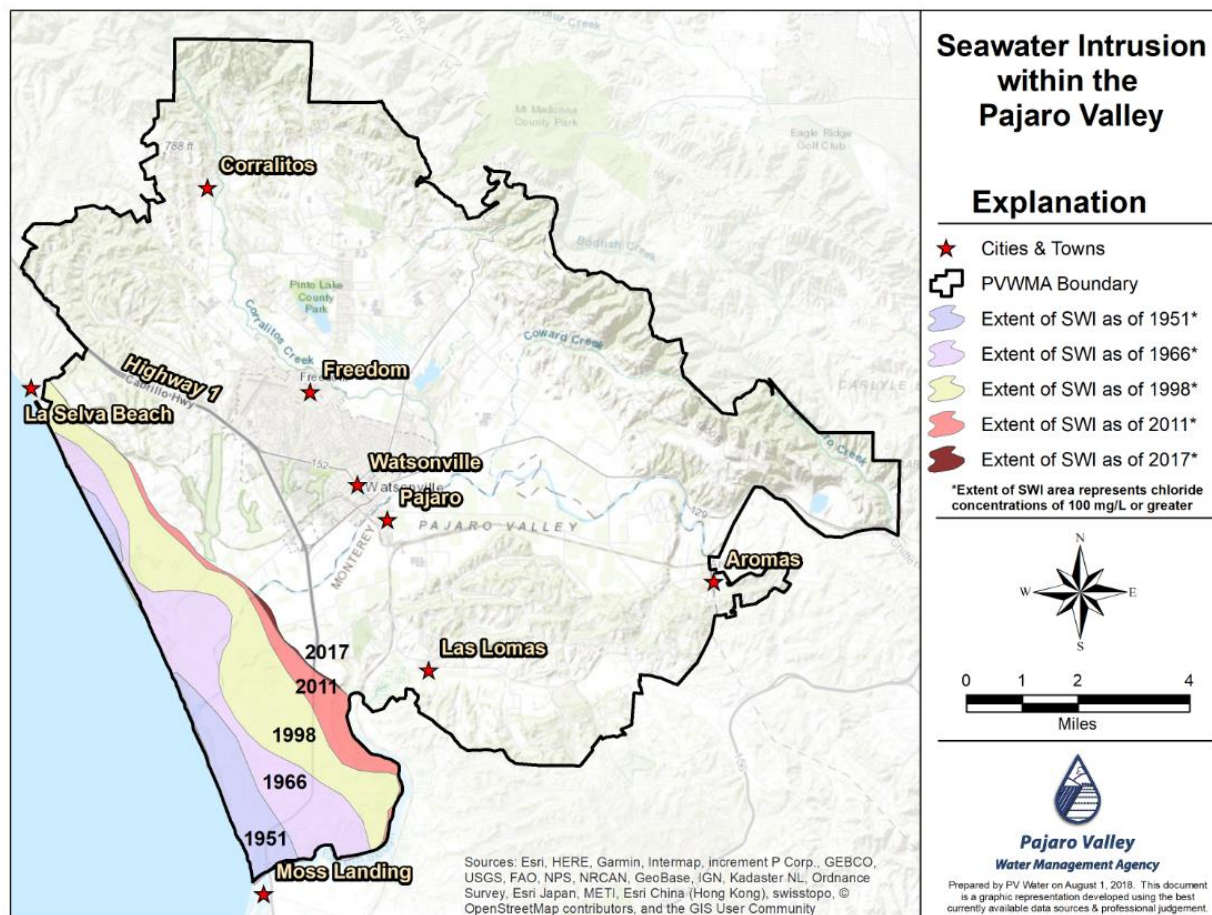 Seawater Intrusion
within the
Pajaro Valley
Explanation
Cities & Towns
PVWMA Boundary
Extent of SWI as of 1951*
Extent of SWI as of 1966*
Extent of SWI as of 1998*
Extent of SWI as of 2011*
Extent of SWI as of 2017*
*Extent of SWI area represents chloride
concentrations of 100 mg/L or greater
N
W
E
S
0 1 2 4
Miles
Pajaro Valley
Water Management Agency
Prepared by PV Water on August 1, 2018. This document
is a graphic representation developed using the best
currently available data sources & professional judgement.
Mt Madonna
County Park
Eagle Ridge
Golf Club
788 ft
Corralitos
Bodfish Creek
Pinto Lake
County
Park
Corralitos Creek
Coward Creek
Highway 1
Cabrillo Hwy
Freedom
La Selva Beach
152
Watsonville
Watsonville
Pajaro
PAJARO VALLEY
MONTEREY
129
Aromas
Las Lomas
2017
2011
1998
1966
1951
Moss Landing
Sources: Esri, HERE, Garmin, Intermap, increment P Corp., GEBCO,
USGS, FAO, NPS, NRCAN, GeoBase, IGN, Kadaster NL, Ordnance
Survey, Esri Japan, METI, Esri China (Hong Kong), swisstopo, ©
OpenStreetMap contributors, and the GIS User Community